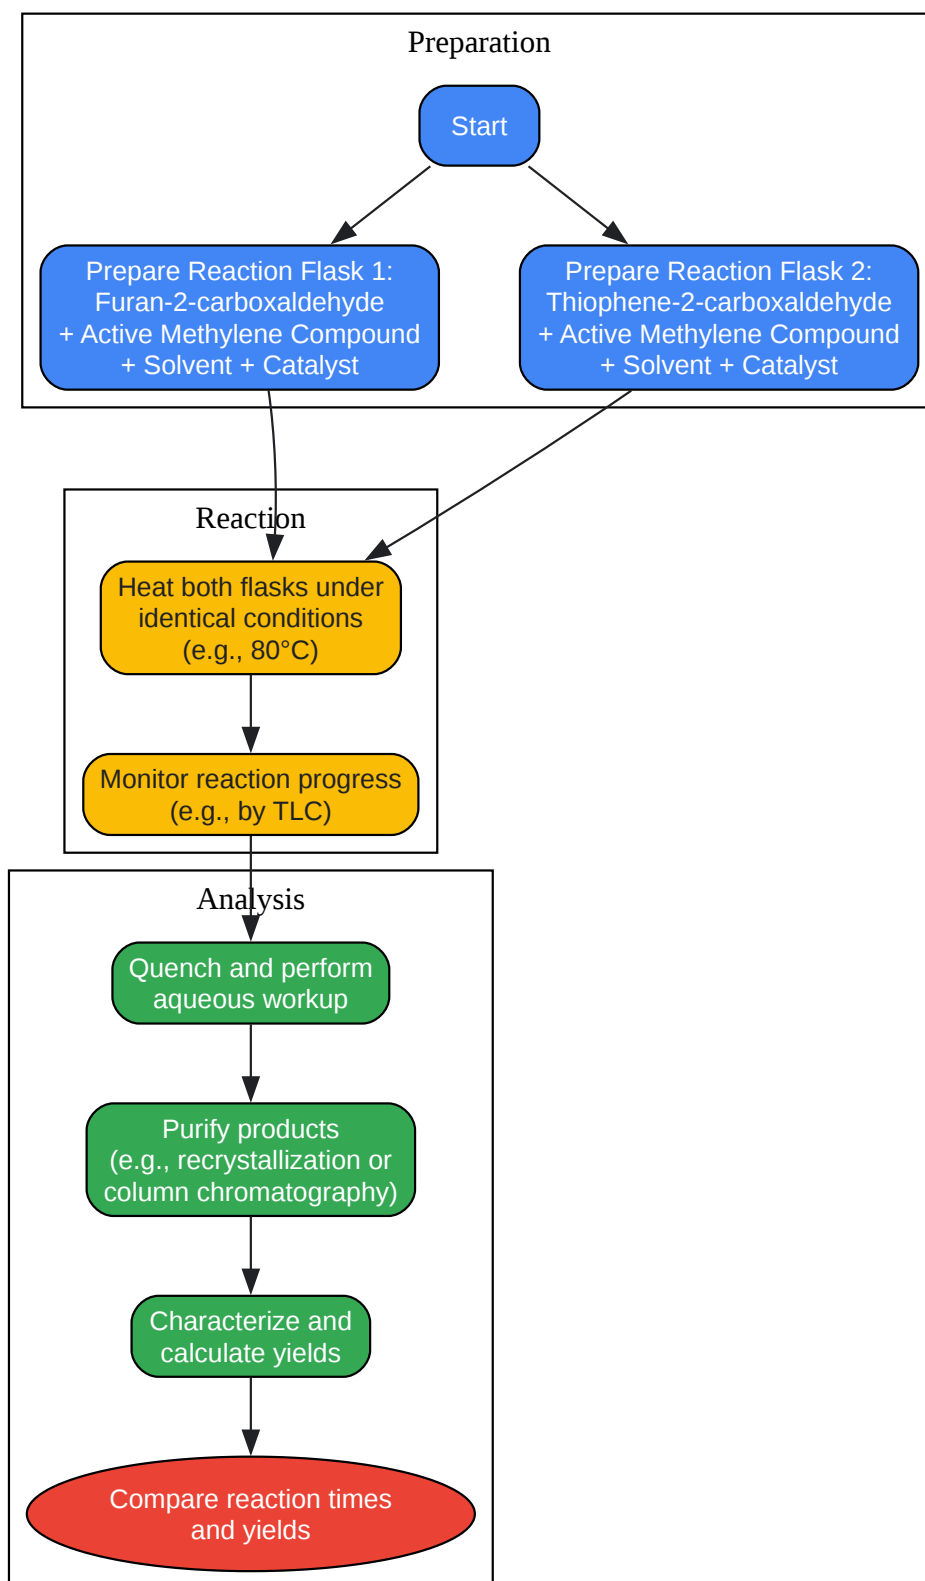 Preparation
Start
Prepare Reaction Flask 1:
Furan-2-carboxaldehyde
+ Active Methylene Compound
+ Solvent + Catalyst
Prepare Reaction Flask 2:
Thiophene-2-carboxaldehyde
+ Active Methylene Compound
+ Solvent + Catalyst
Reaction
Heat both flasks under
identical conditions
(e.g., 80°C)
Monitor reaction progress
(e.g., by TLC)
Analysis
Quench and perform
aqueous workup
Purify products
(e.g., recrystallization or
column chromatography)
Characterize and
calculate yields
Compare reaction times
and yields